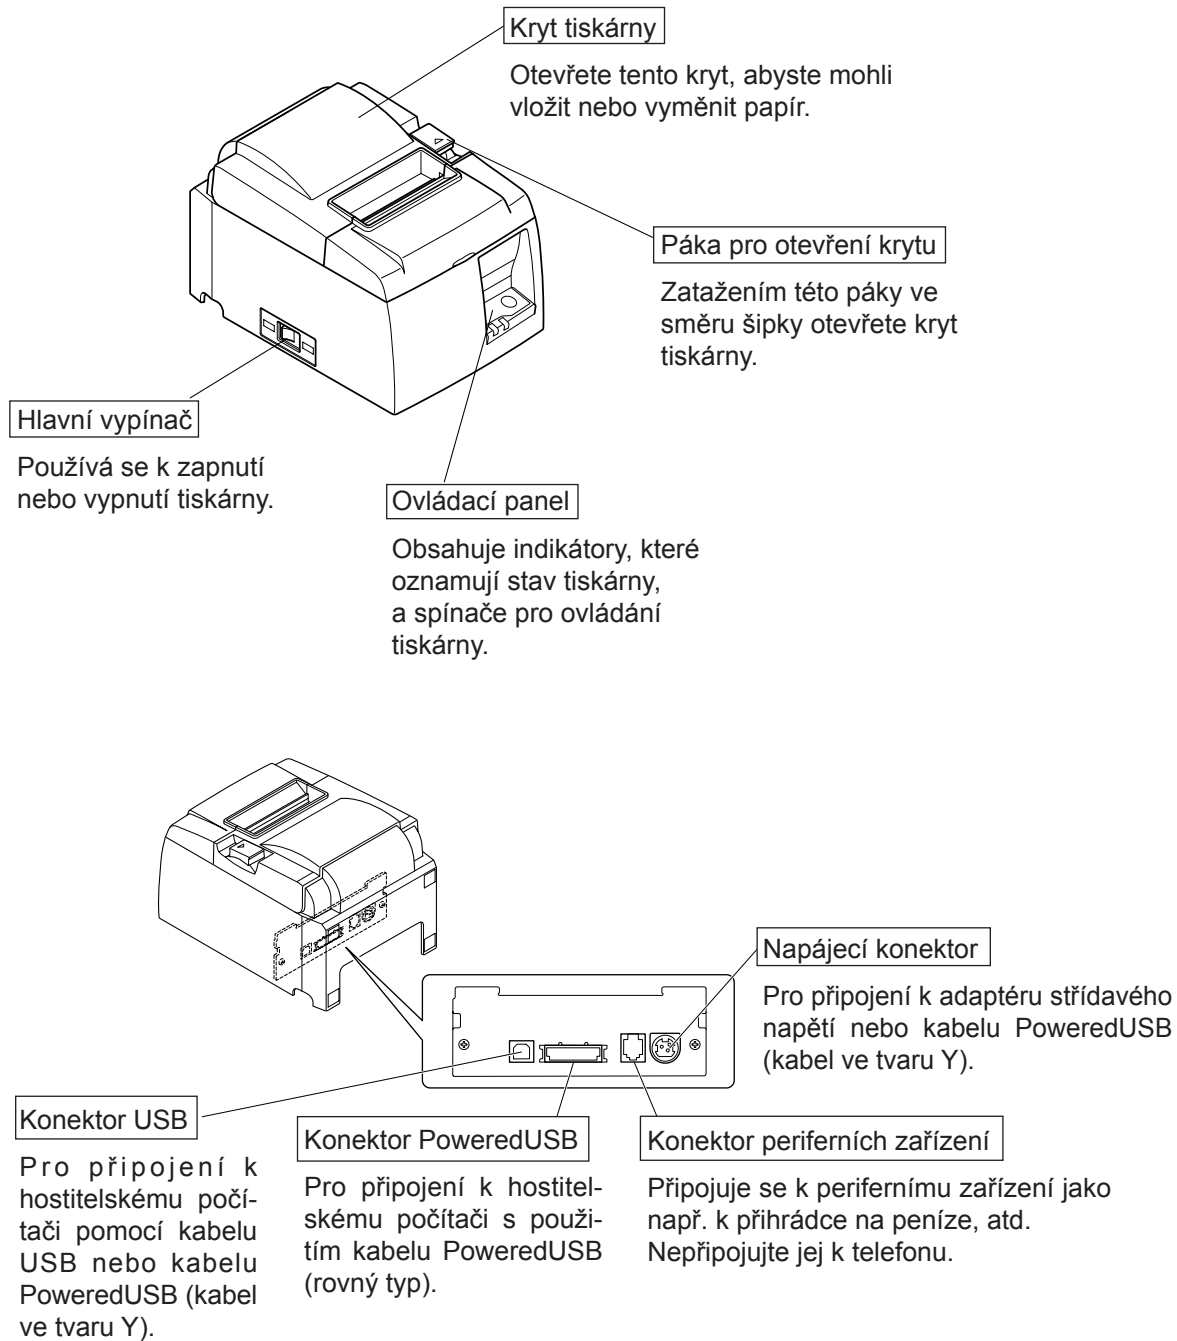 Kryt tiskárny
Otevřete tento kryt, abyste mohli
vložit nebo vyměnit papír.
Páka pro otevření krytu
Zatažením této páky ve
směru šipky otevřete kryt
tiskárny.
Hlavní vypínač
Používá se k zapnutí
nebo vypnutí tiskárny.
Ovládací panel
Obsahuje indikátory, které
oznamují stav tiskárny,
a spínače pro ovládání
tiskárny.
Napájecí konektor
Pro připojení k adaptéru střídavého
napětí nebo kabelu PoweredUSB
(kabel ve tvaru Y).
Konektor USB
Pro připojení k
hostitelskému počí-
tači pomocí kabelu
USB nebo kabelu
PoweredUSB (kabel
ve tvaru Y).
Konektor PoweredUSB
Pro připojení k hostitel-
skému počítači s použi-
tím kabelu PoweredUSB
(rovný typ).
Konektor periferních zařízení
Připojuje se k perifernímu zařízení jako
např. k přihrádce na peníze, atd.
Nepřipojujte jej k telefonu.